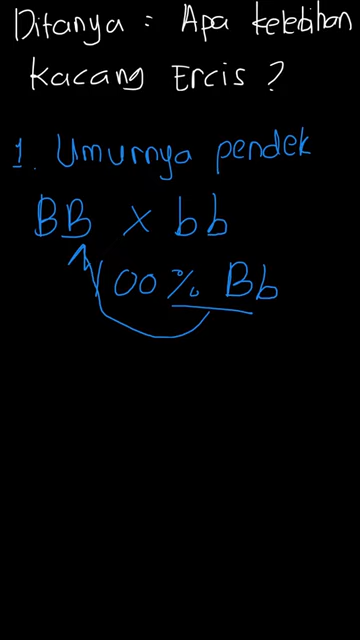 Ditanya : Apa kelebihan
Kacang Ercis ?
1. Umurnya pendek
BB x bb
100 % Bb